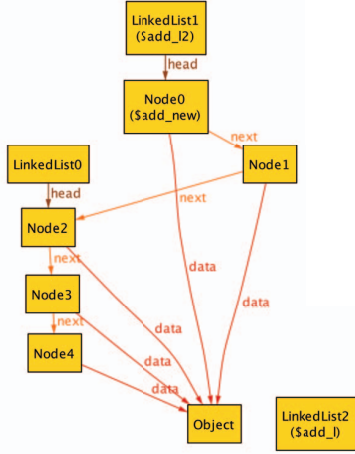 LinkedList1
($add_l2)
head
Node0
($add_new)
next
LinkedList0
Node1
head
next
Node2
next
data
data
Node3
data
next
Node4
data
data
Object
LinkedList2
($add_l)